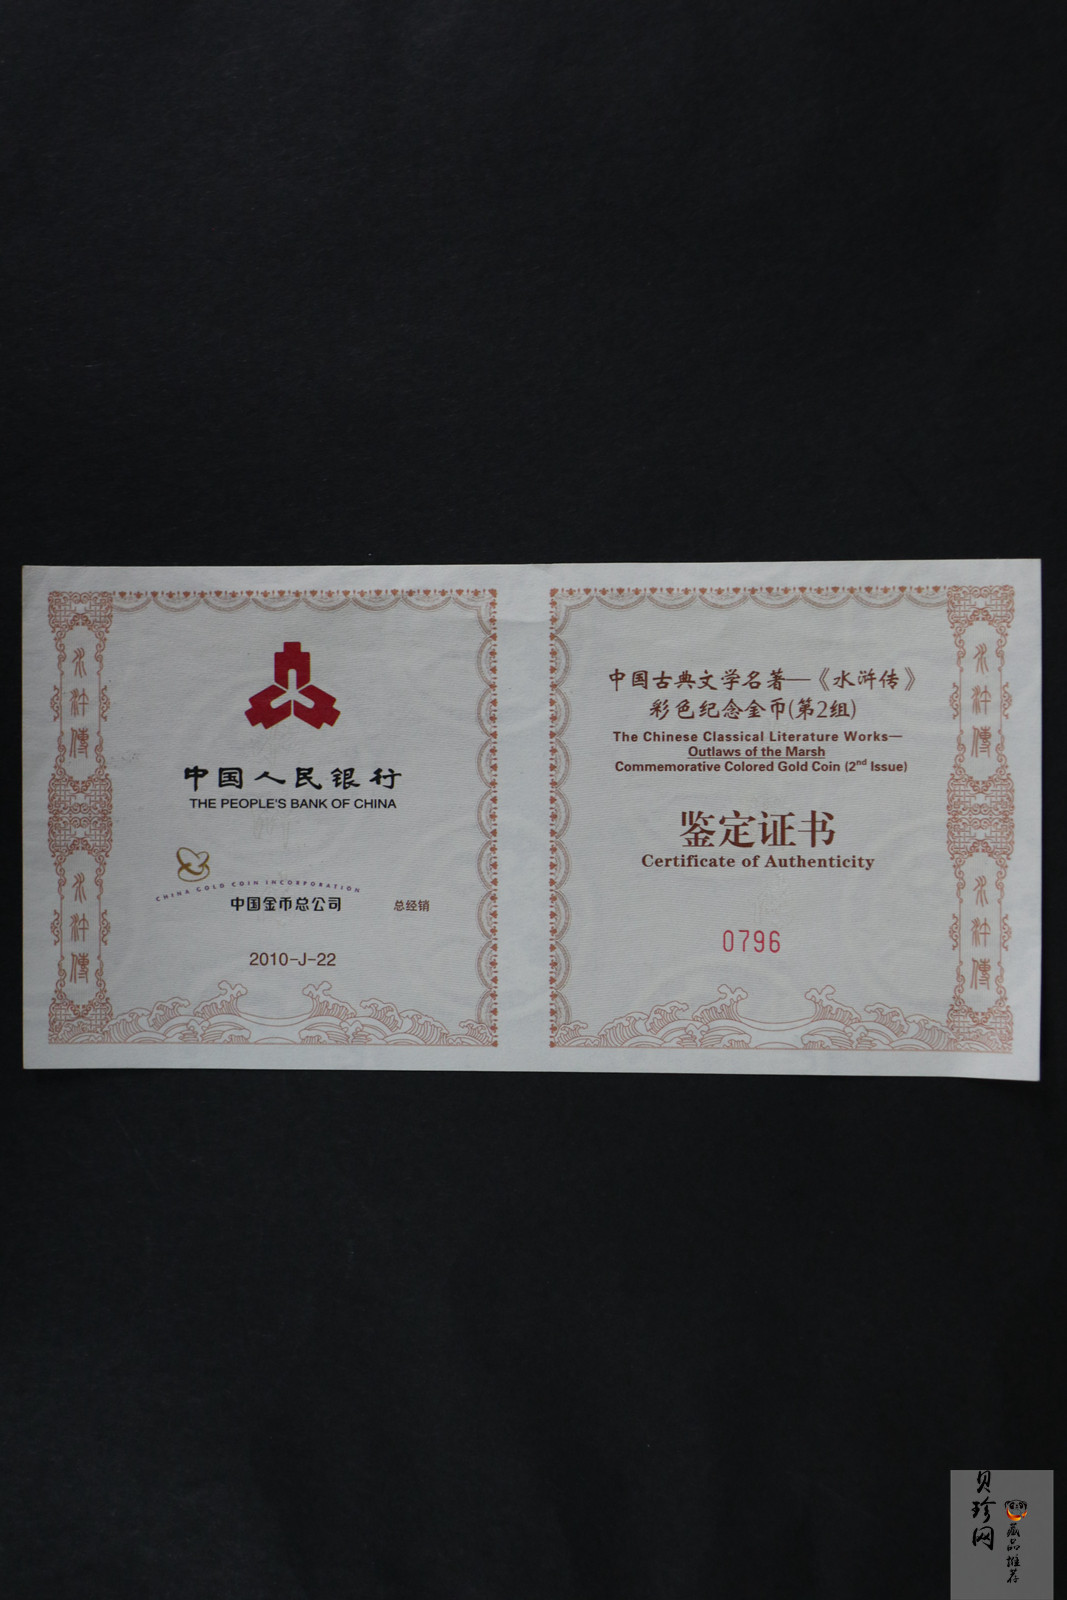 中国人民银行
THE PEOPLE'S BANK OF CHINA
CHINA GOLD COIN INCORPORATION
中国金币总公司 总经销
2010-J-22
水
浒
傳
水
浒
傳
中国古典文学名著—《水浒传》
彩色纪念金币(第2组)
The Chinese Classical Literature Works—
Outlaws of the Marsh
Commemorative Colored Gold Coin (2nd Issue)
鉴定证书
Certificate of Authenticity
0796
水
浒
傳
水
浒
傳
贝珍网
藏品推荐